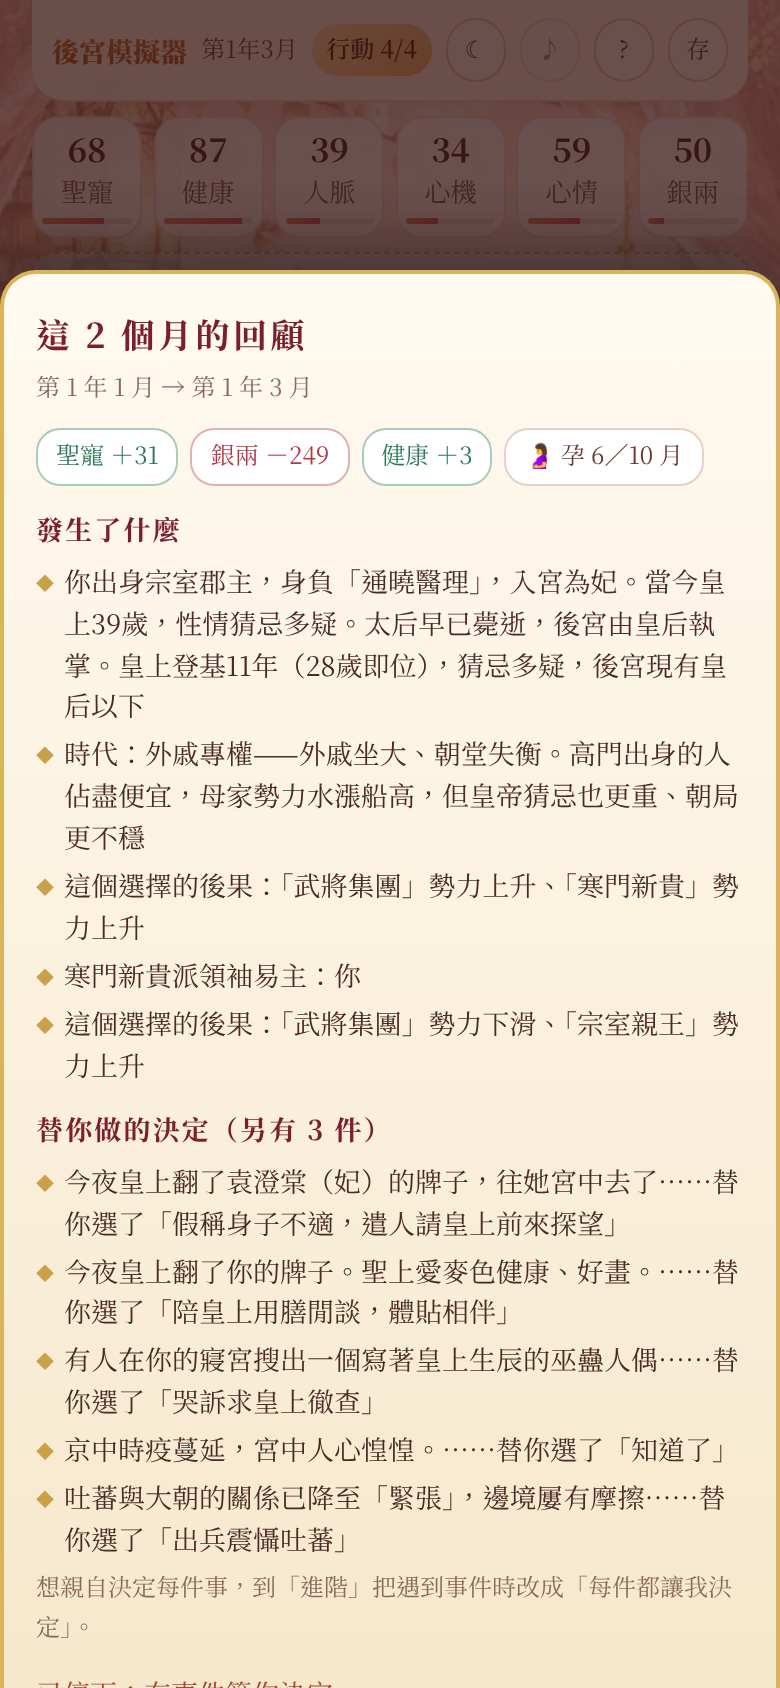 後宮模擬器 第1年3月 行動 4/4 ☾ ♪ ? 存
68 87 39 34 59 50
聖寵 健康 人脈 心機 心情 銀兩
這 2 個月的回顧
第 1 年 1 月 → 第 1 年 3 月
聖寵 +31 銀兩 −249 健康 +3 孕 6/10 月
發生了什麼
◆ 你出身宗室郡主，身負「通曉醫理」，入宮為妃。當今皇
上39歲，性情猜忌多疑。太后早已薨逝，後宮由皇后執
掌。皇上登基11年（28歲即位），猜忌多疑，後宮現有皇
后以下
◆ 時代：外戚專權——外戚坐大、朝堂失衡。高門出身的人
佔盡便宜，母家勢力水漲船高，但皇帝猜忌也更重、朝局
更不穩
◆ 這個選擇的後果：「武將集團」勢力上升、「寒門新貴」勢
力上升
◆ 寒門新貴派領袖易主：你
◆ 這個選擇的後果：「武將集團」勢力下滑、「宗室親王」勢
力上升
替你做的決定（另有 3 件）
◆ 今夜皇上翻了袁澄棠（妃）的牌子，往她宮中去了……替
你選了「假稱身子不適，遣人請皇上前來探望」
◆ 今夜皇上翻了你的牌子。聖上愛麥色健康、好畫。……替
你選了「陪皇上用膳閒談，體貼相伴」
◆ 有人在你的寢宮搜出一個寫著皇上生辰的巫蠱人偶……替
你選了「哭訴求皇上徹查」
◆ 京中時疫蔓延，宮中人心惶惶。……替你選了「知道了」
◆ 吐蕃與大朝的關係已降至「緊張」，邊境屢有摩擦……替
你選了「出兵震懾吐蕃」
想親自決定每件事，到「進階」把遇到事件時改成「每件都讓我決
定」。